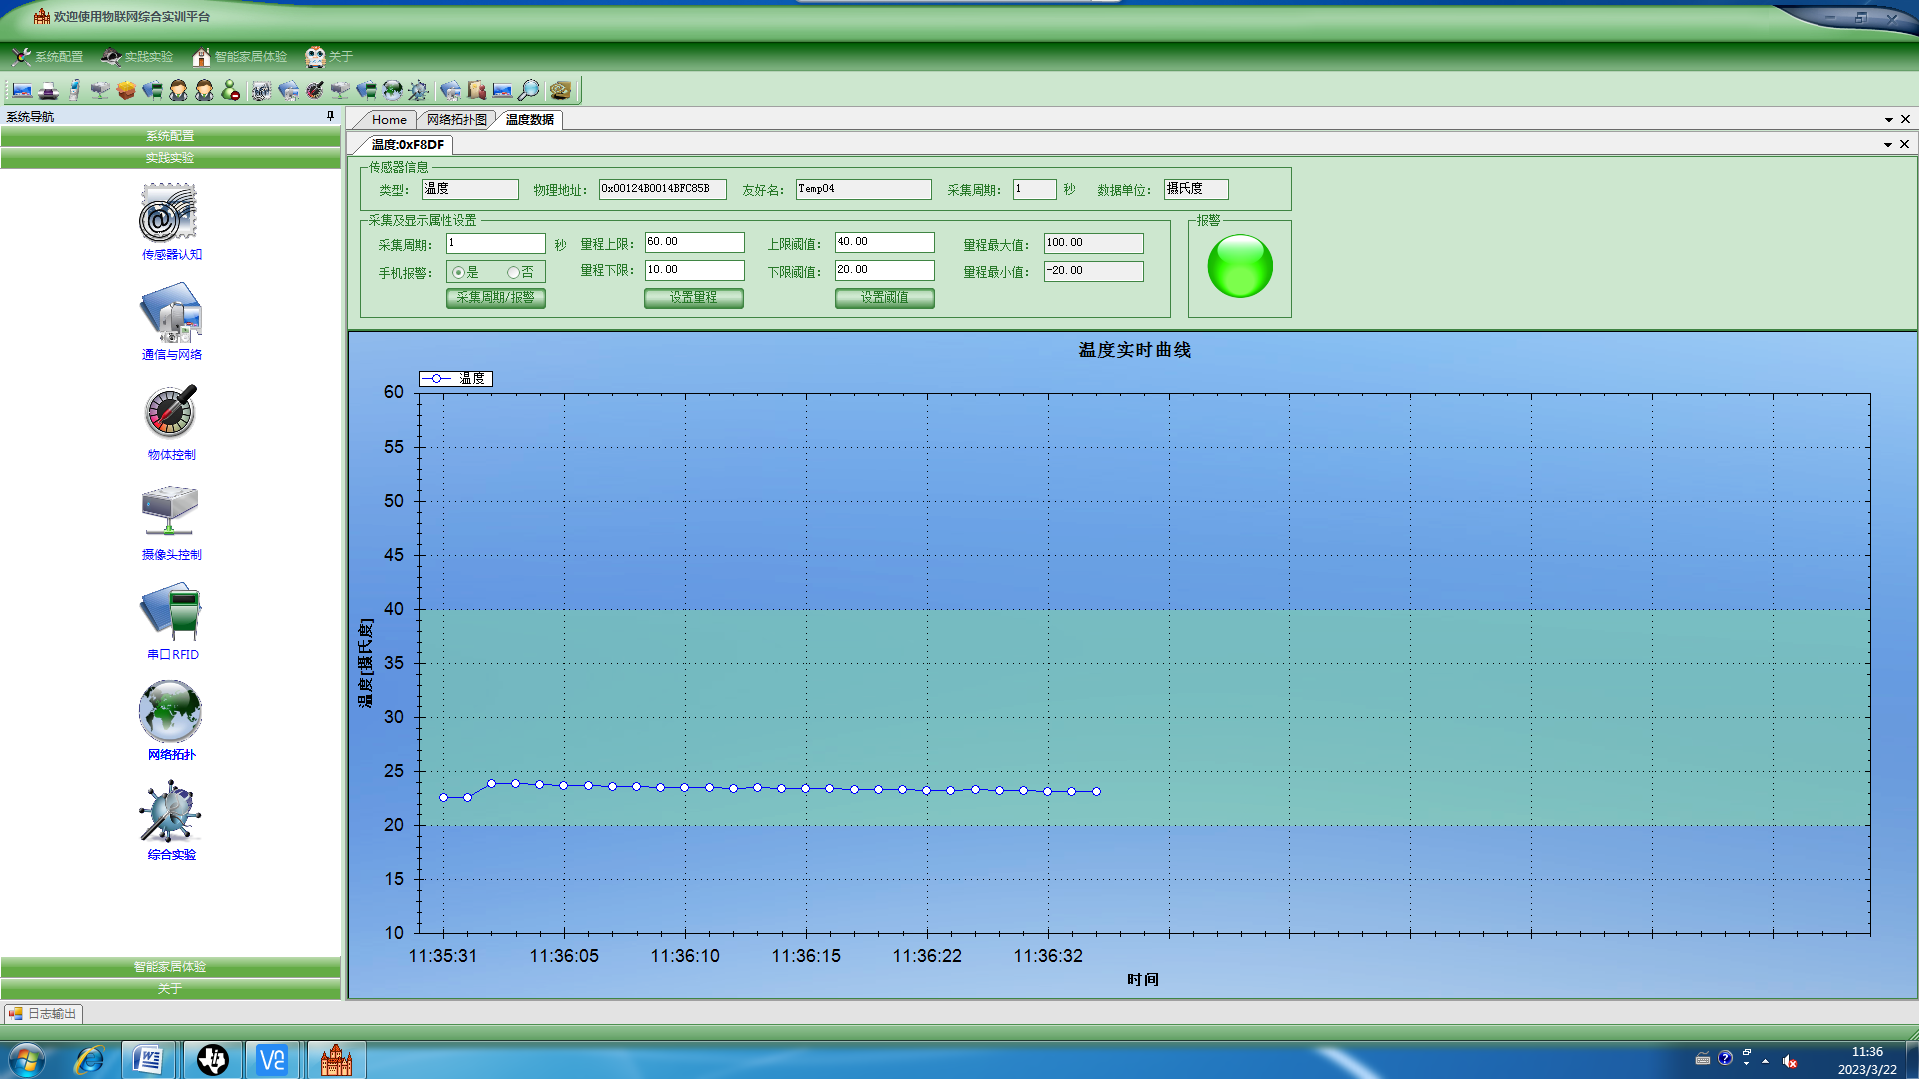 欢迎使用物联网综合实训平台
系统配置 实践实验 智能家居体验 关于
系统导航
系统配置
实践实验
传感器认知
通信与网络
物体控制
摄像头控制
串口RFID
网络拓扑
综合实验
智能家居体验
关于
日志输出
Home 网络拓扑图 温度数据
温度:0xF8DF
传感器信息
类型: 温度 物理地址: 0x00124B0014BFC85B 友好名: Temp04 采集周期: 1 秒 数据单位: 摄氏度
采集及显示属性设置 报警
采集周期: 1 秒 量程上限: 60.00 上限阈值: 40.00 量程最大值: 100.00
手机报警: 是 否 量程下限: 10.00 下限阈值: 20.00 量程最小值: -20.00
采集周期/报警 设置量程 设置阈值
温度实时曲线
温度
60
55
50
45
40
35
30
25
20
15
10
温度[摄氏度]
11:35:31 11:36:05 11:36:10 11:36:15 11:36:22 11:36:32
时间
11:36
2023/3/22